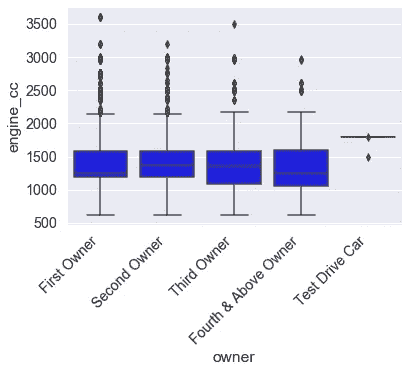 3500
3000
2500
2000
1500
1000
500
engine_cc
First Owner
Second Owner
Third Owner
Fourth & Above Owner
Test Drive Car
owner